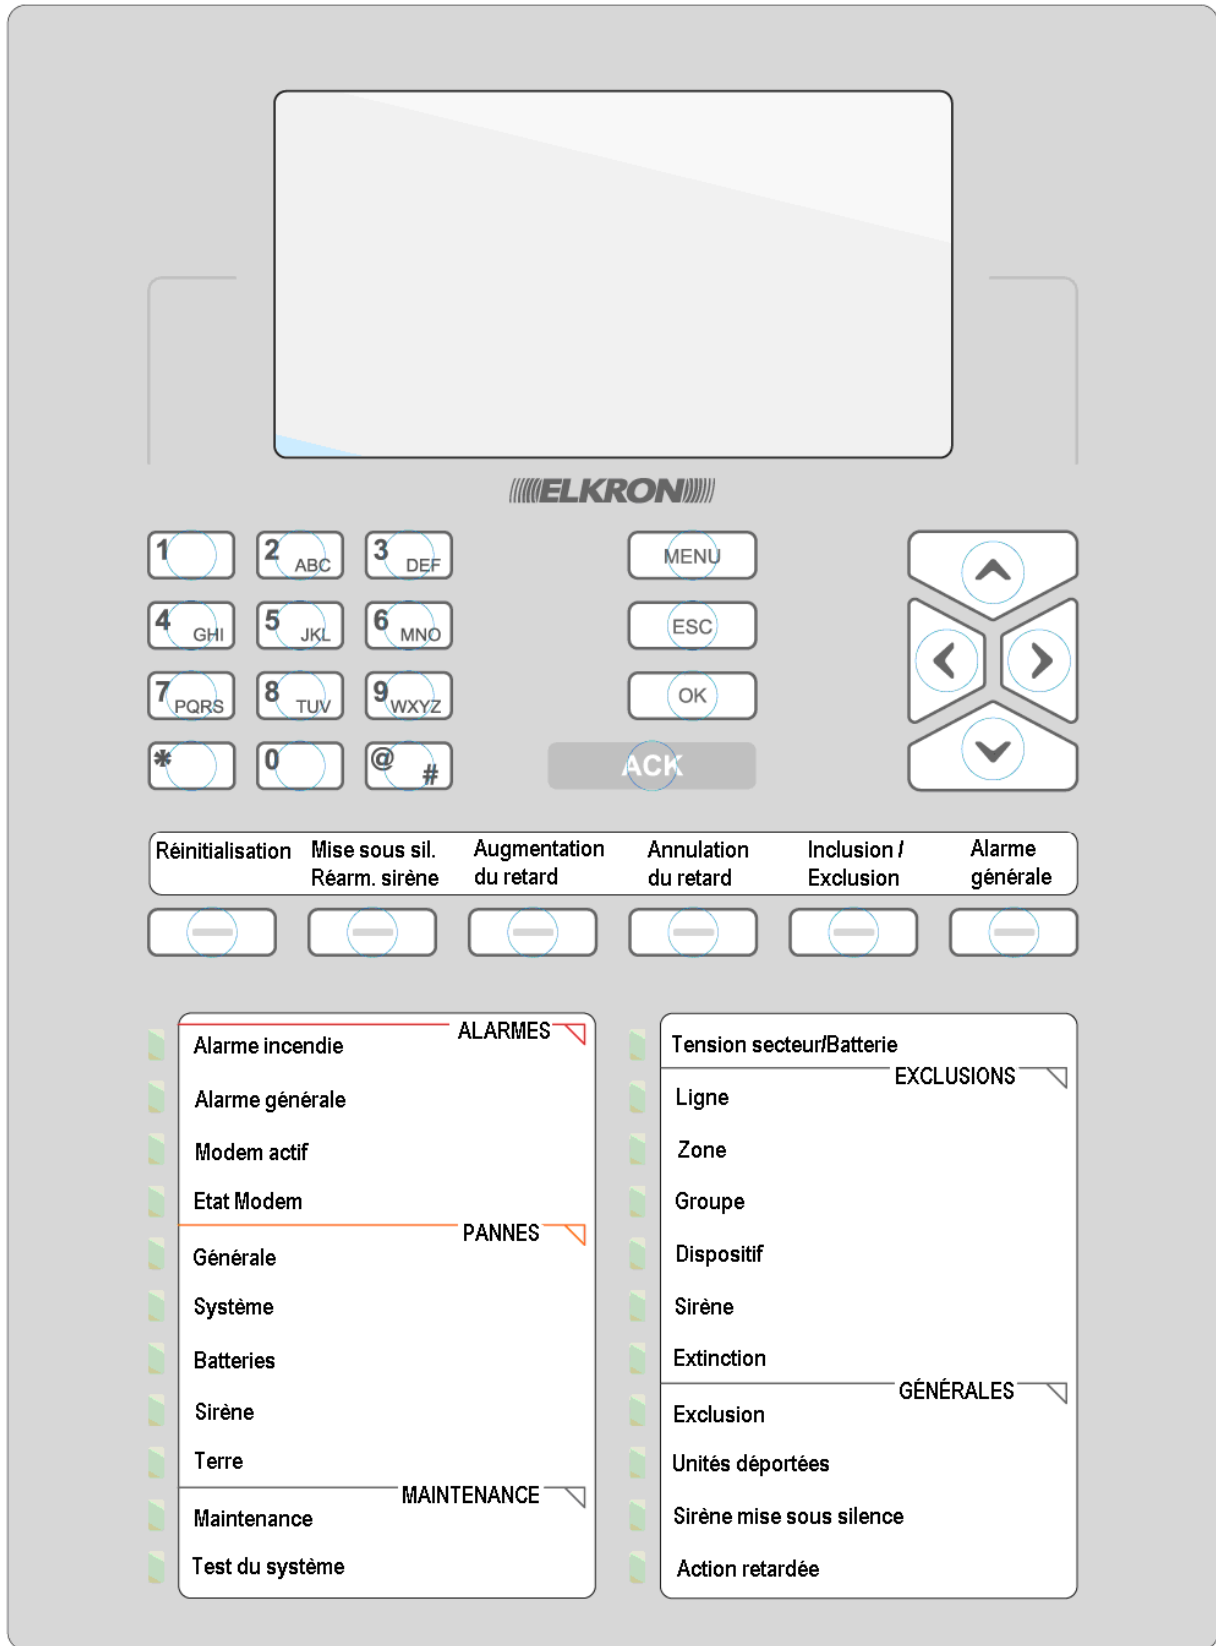 ELKRON
1
2 ABC
3 DEF
MENU
4 GHI
5 JKL
6 MNO
ESC
7 PQRS
8 TUV
9 WXYZ
OK
*
0
@ #
ACK
Réinitialisation
Mise sous sil.
Réarm. sirène
Augmentation
du retard
Annulation
du retard
Inclusion /
Exclusion
Alarme
générale
ALARMES
Alarme incendie
Alarme générale
Modem actif
Etat Modem
PANNES
Générale
Système
Batteries
Sirène
Terre
MAINTENANCE
Maintenance
Test du système
Tension secteur/Batterie
EXCLUSIONS
Ligne
Zone
Groupe
Dispositif
Sirène
Extinction
GÉNÉRALES
Exclusion
Unités déportées
Sirène mise sous silence
Action retardée